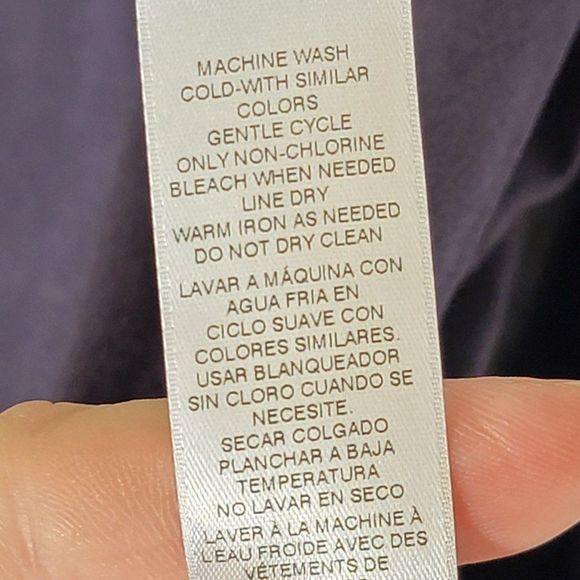 MACHINE WASH
COLD-WITH SIMILAR
COLORS
GENTLE CYCLE
ONLY NON-CHLORINE
BLEACH WHEN NEEDED
LINE DRY
WARM IRON AS NEEDED
DO NOT DRY CLEAN
LAVAR A MÁQUINA CON
AGUA FRIA EN
CICLO SUAVE CON
COLORES SIMILARES.
USAR BLANQUEADOR
SIN CLORO CUANDO SE
NECESITE.
SECAR COLGADO
PLANCHAR A BAJA
TEMPERATURA
NO LAVAR EN SECO
LAVER À LA MACHINE À
L'EAU FROIDE AVEC DES
VÊTEMENTS DE